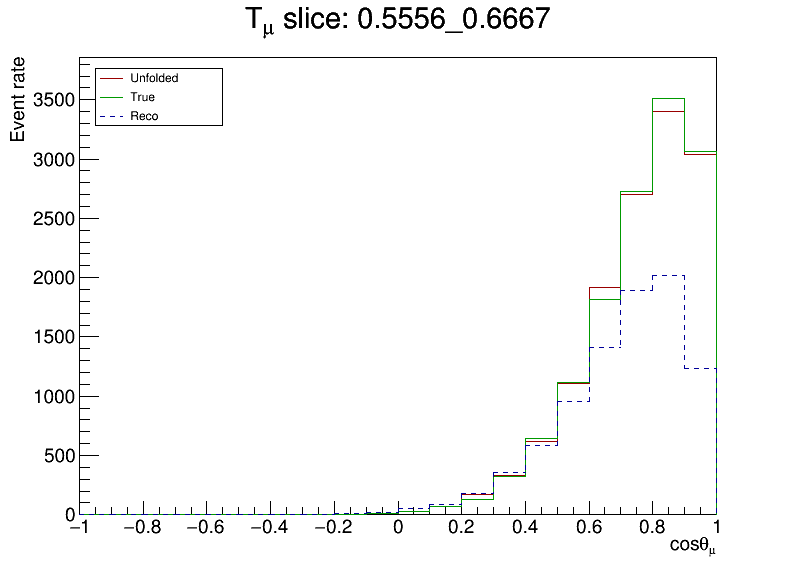 T_μ slice: 0.5556_0.6667
Event rate
Unfolded
True
Reco
3500
3000
2500
2000
1500
1000
500
0
−1 −0.8 −0.6 −0.4 −0.2 0 0.2 0.4 0.6 0.8 1
cosθ_μ